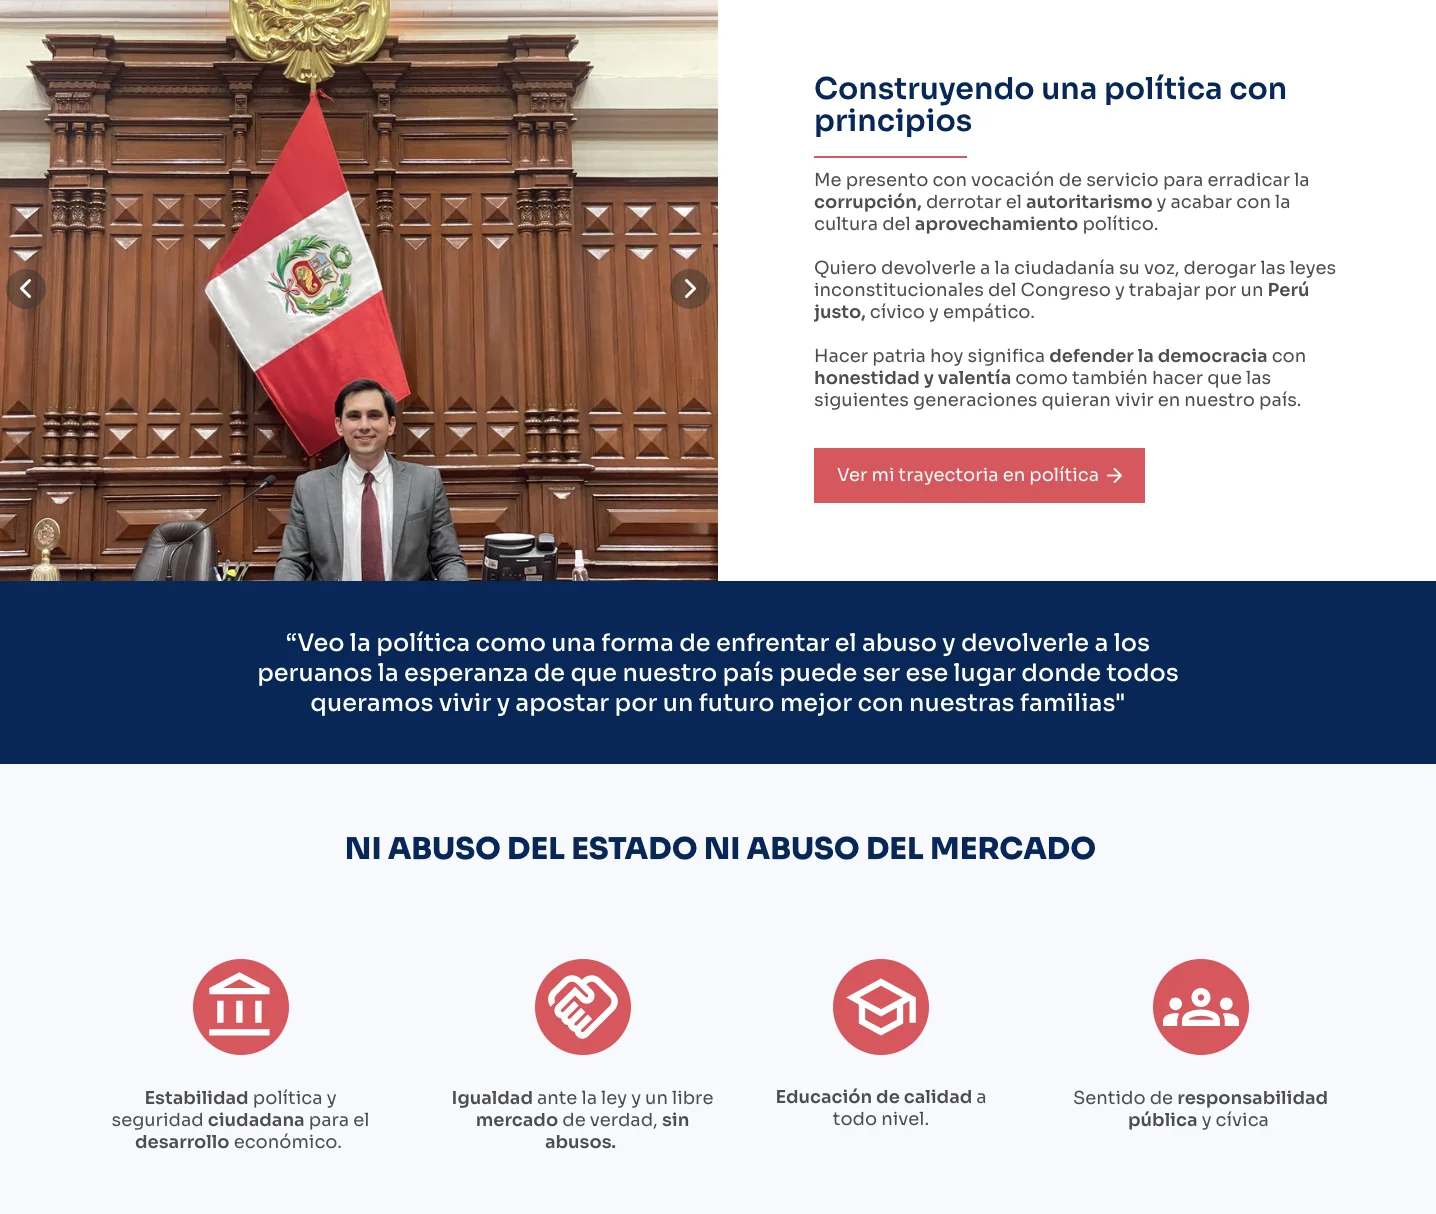 Construyendo una política con
principios
Me presento con vocación de servicio para erradicar la
corrupción, derrotar el autoritarismo y acabar con la
cultura del aprovechamiento político.
Quiero devolverle a la ciudadanía su voz, derogar las leyes
inconstitucionales del Congreso y trabajar por un Perú
justo, cívico y empático.
Hacer patria hoy significa defender la democracia con
honestidad y valentía como también hacer que las
siguientes generaciones quieran vivir en nuestro país.
Ver mi trayectoria en política →
“Veo la política como una forma de enfrentar el abuso y devolverle a los
peruanos la esperanza de que nuestro país puede ser ese lugar donde todos
queramos vivir y apostar por un futuro mejor con nuestras familias"
NI ABUSO DEL ESTADO NI ABUSO DEL MERCADO
Estabilidad política y
seguridad ciudadana para el
desarrollo económico.
Igualdad ante la ley y un libre
mercado de verdad, sin
abusos.
Educación de calidad a
todo nivel.
Sentido de responsabilidad
pública y cívica